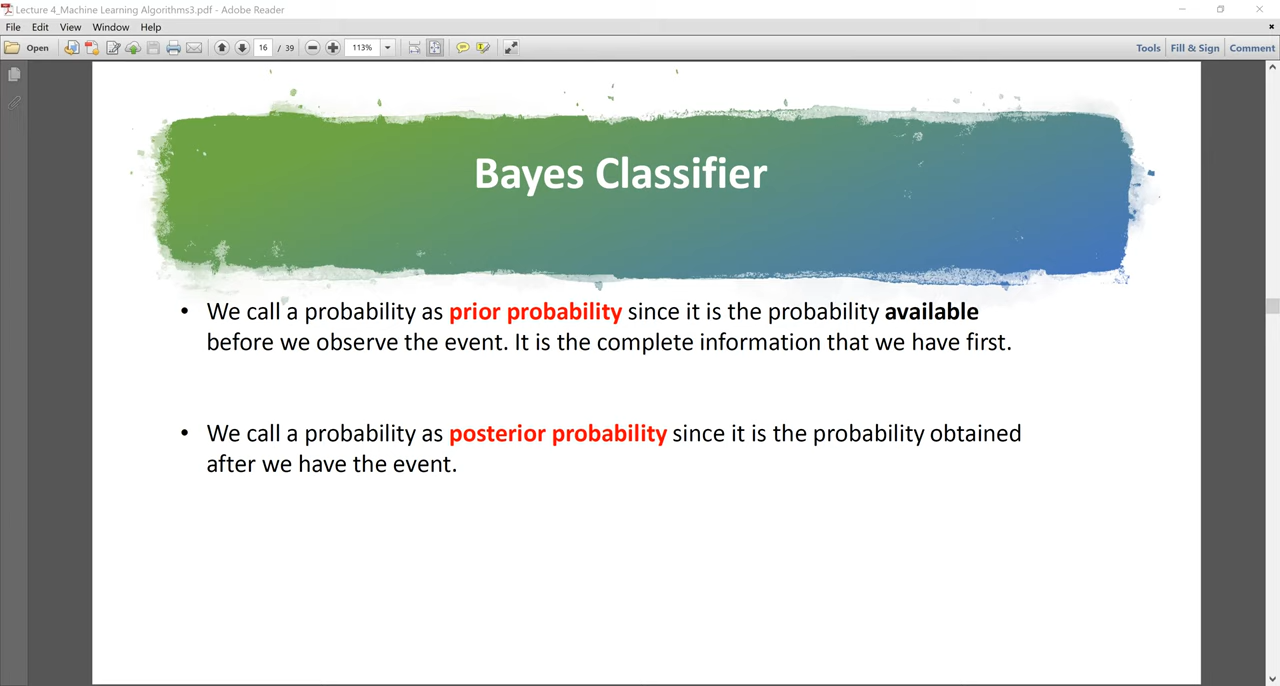 Lecture 4_Machine Learning Algorithms3.pdf - Adobe Reader
File Edit View Window Help
Open 16 / 39 113% Tools Fill & Sign Comment
Bayes Classifier
• We call a probability as prior probability since it is the probability available
before we observe the event. It is the complete information that we have first.
• We call a probability as posterior probability since it is the probability obtained
after we have the event.